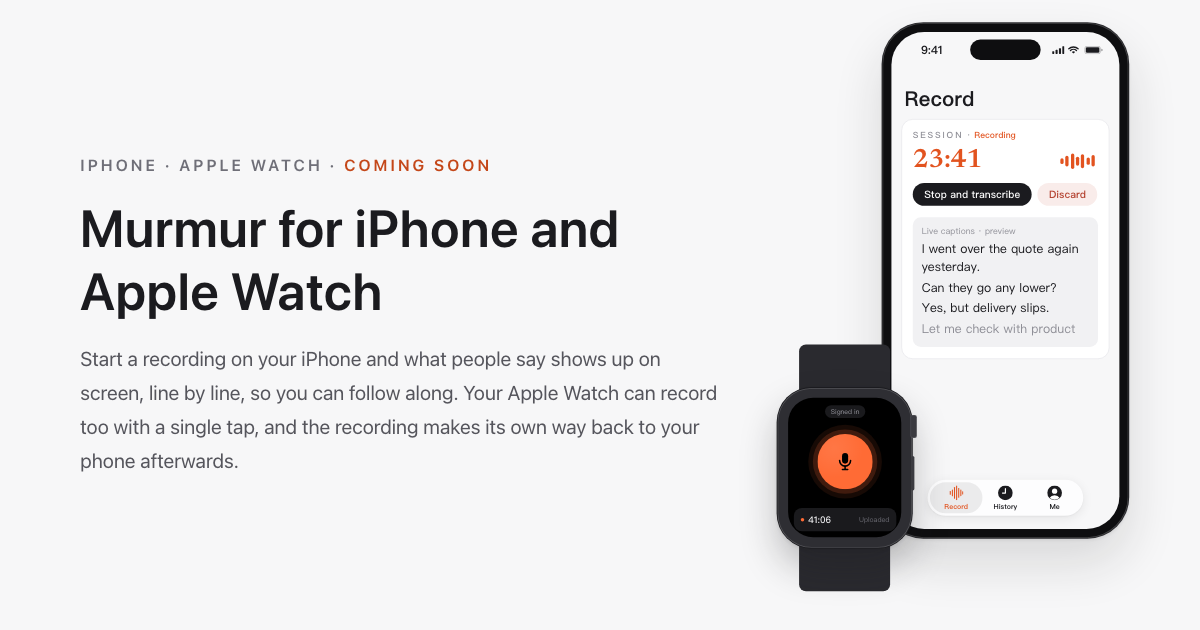 IPHONE · APPLE WATCH · COMING SOON
Murmur for iPhone and
Apple Watch
Start a recording on your iPhone and what people say shows up on
screen, line by line, so you can follow along. Your Apple Watch can record
too with a single tap, and the recording makes its own way back to your
phone afterwards.
9:41
Record
SESSION · Recording
23:41
Stop and transcribe
Discard
Live captions · preview
I went over the quote again
yesterday.
Can they go any lower?
Yes, but delivery slips.
Let me check with product
Record
History
Me
Signed in
41:06
Uploaded